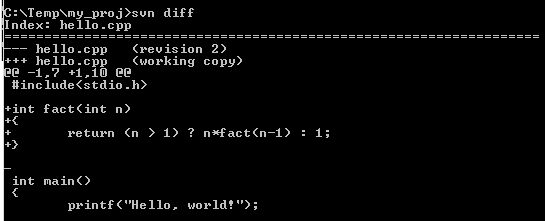 C:\Temp\my_proj>svn diff
Index: hello.cpp
===================================================================
--- hello.cpp   (revision 2)
+++ hello.cpp   (working copy)
@@ -1,7 +1,10 @@
 #include<stdio.h>

+int fact(int n)
+{
+       return (n > 1) ? n*fact(n-1) : 1;
+}

-
 int main()
 {
        printf("Hello, world!");